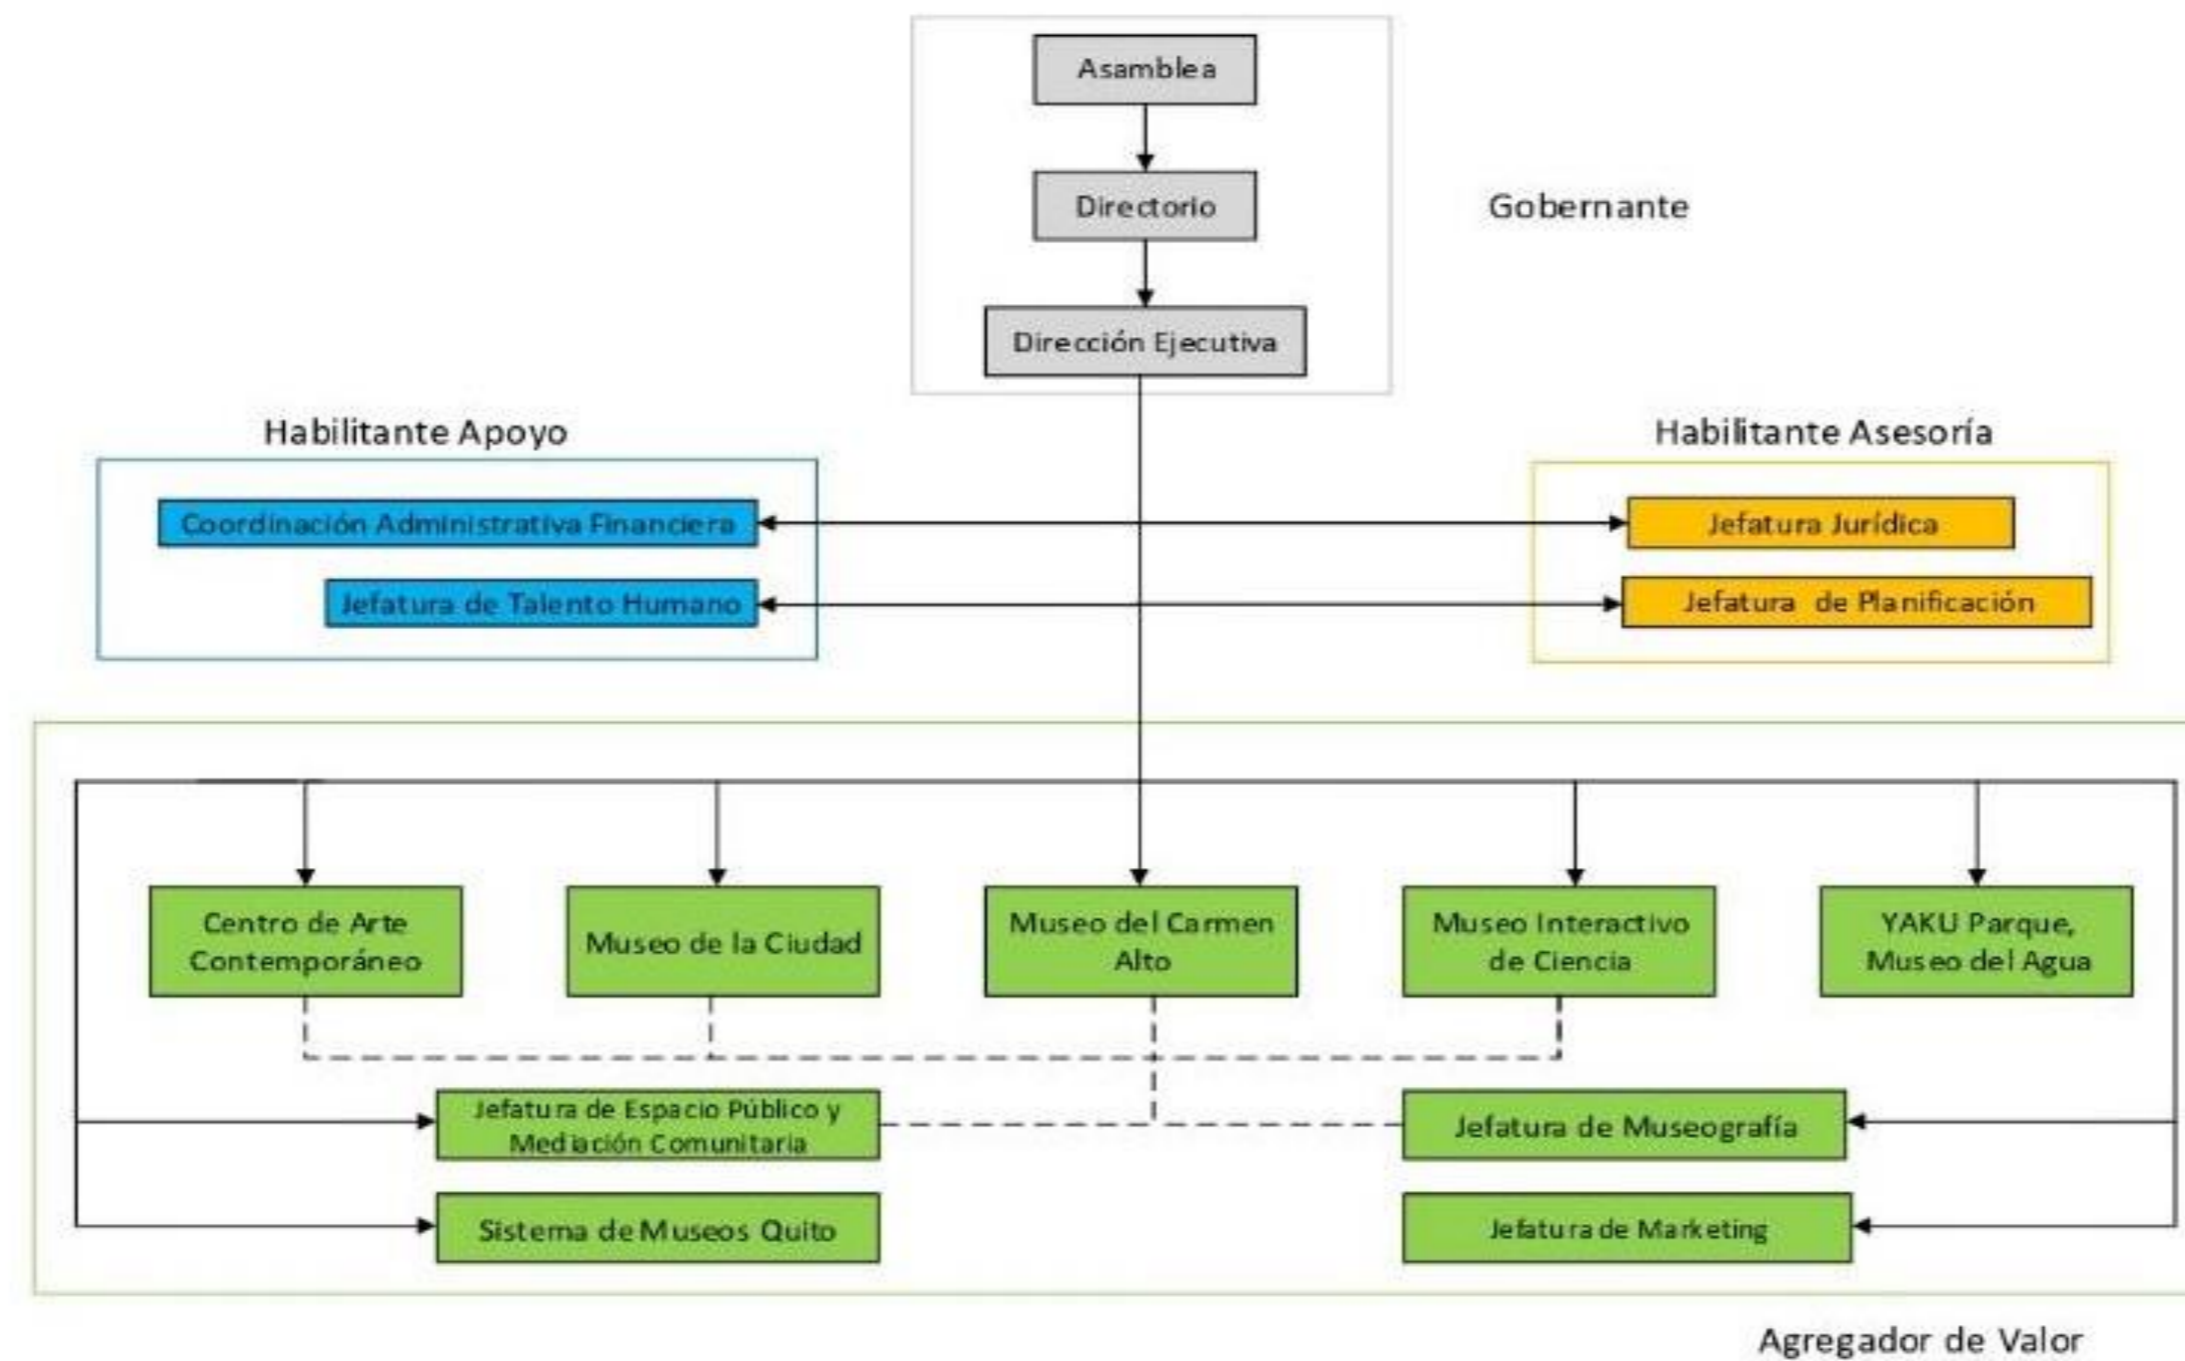 Asamblea
Directorio
Gobernante
Dirección Ejecutiva
Habilitante Apoyo
Habilitante Asesoría
Coordinación Administrativa Financiera
Jefatura Jurídica
Jefatura de Talento Humano
Jefatura de Planificación
Centro de Arte
Contemporáneo
Museo de la Ciudad
Museo del Carmen
Alto
Museo Interactivo
de Ciencia
YAKU Parque,
Museo del Agua
Jefatura de Espacio Público y
Mediación Comunitaria
Jefatura de Museografía
Sistema de Museos Quito
Jefatura de Marketing
Agregador de Valor